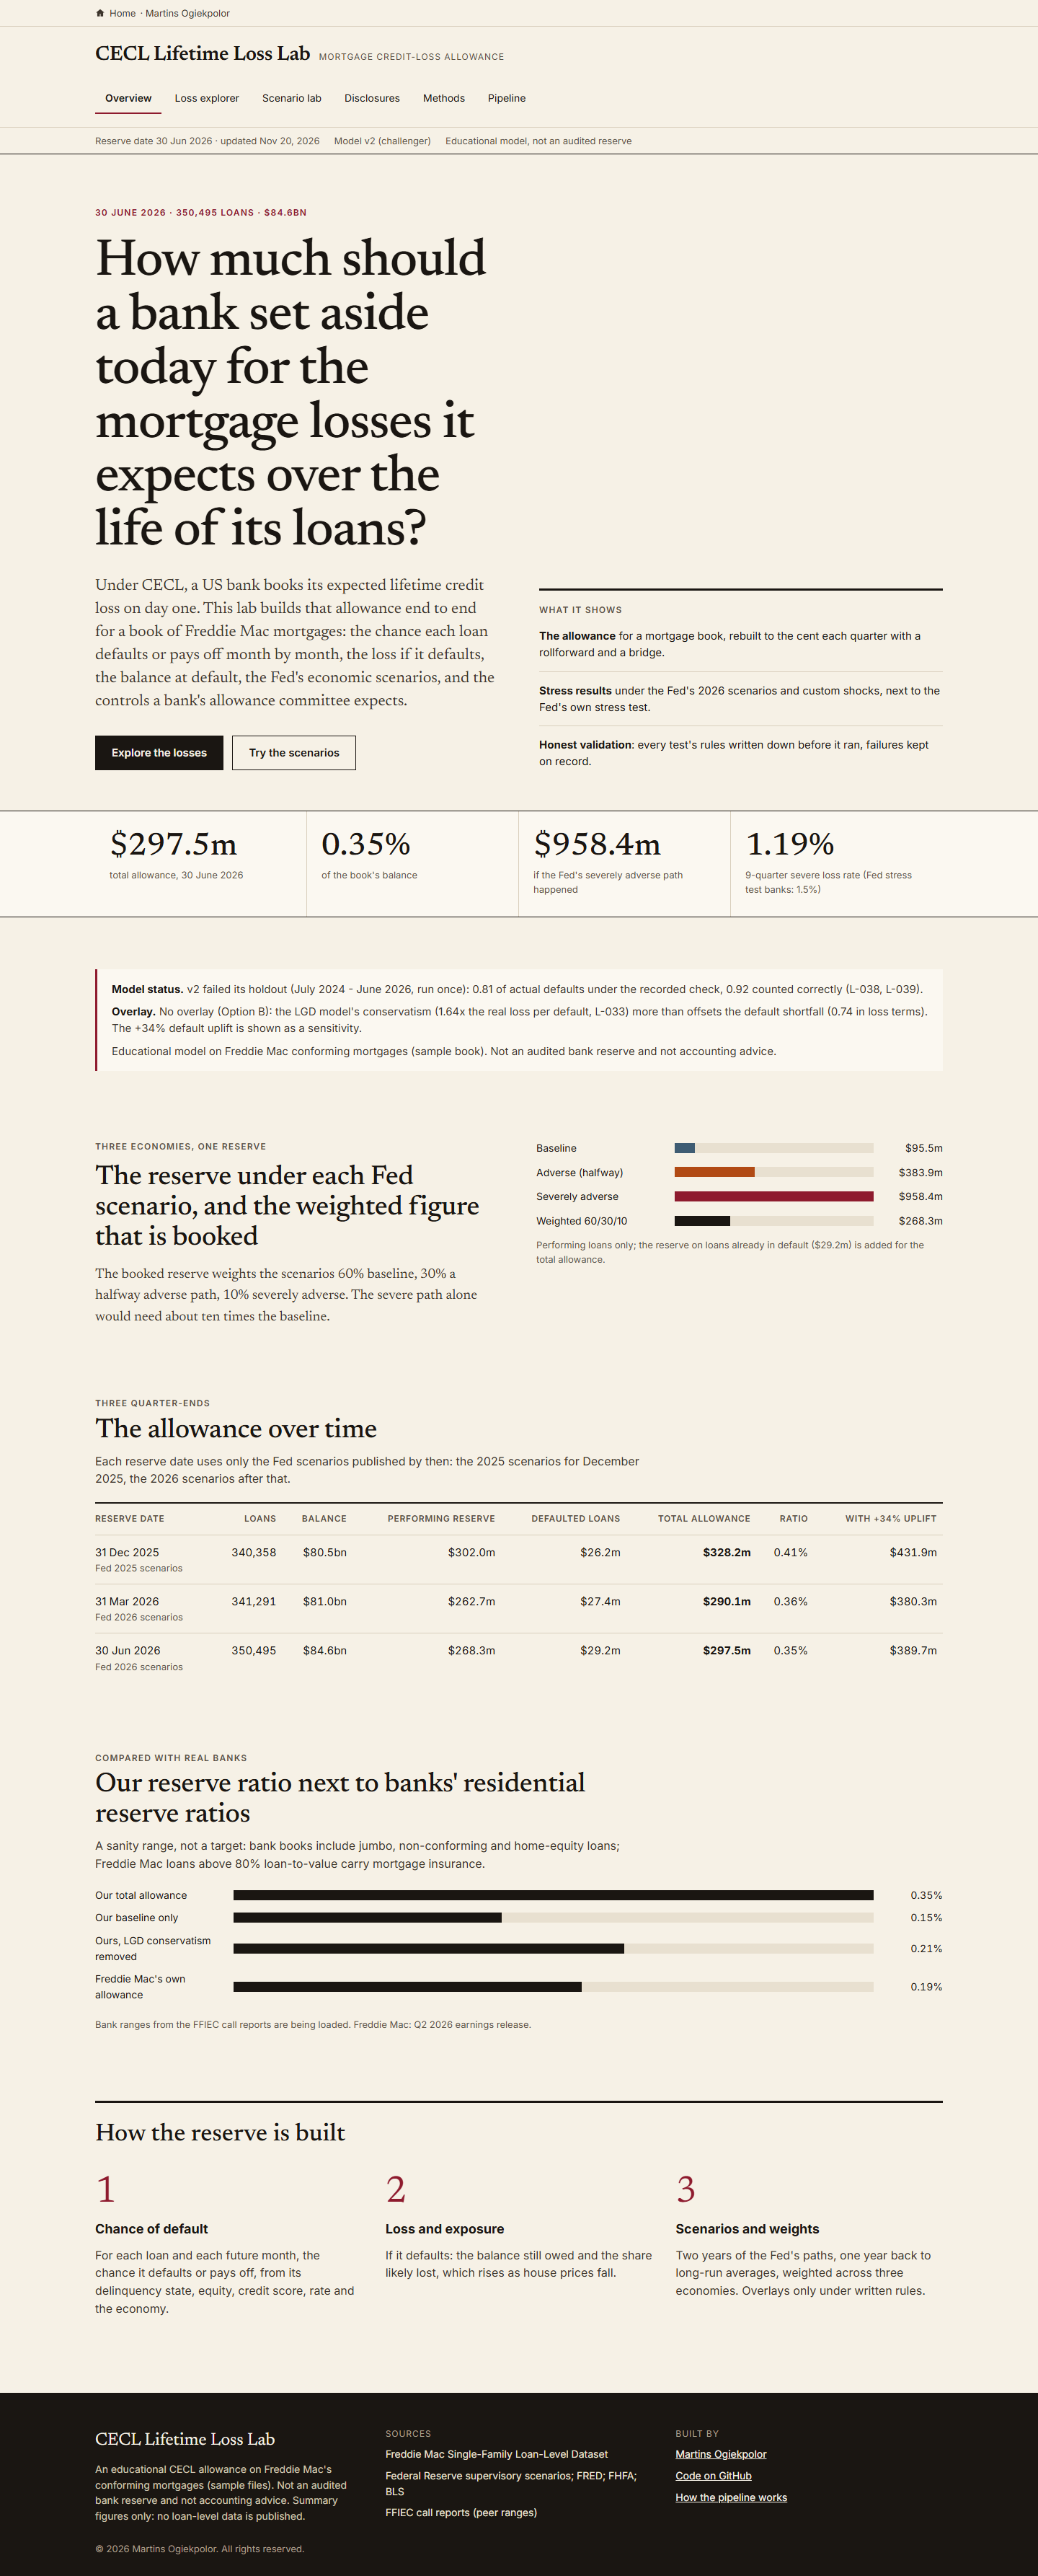 Home · Martins Ogiekpolor
CECL Lifetime Loss Lab MORTGAGE CREDIT-LOSS ALLOWANCE
Overview Loss explorer Scenario lab Disclosures Methods Pipeline
Reserve date 30 Jun 2026 · updated Nov 20, 2026 Model v2 (challenger) Educational model, not an audited reserve
30 JUNE 2026 · 350,495 LOANS · $84.6BN
How much should
a bank set aside
today for the
mortgage losses it
expects over the
life of its loans?
Under CECL, a US bank books its expected lifetime credit
loss on day one. This lab builds that allowance end to end
for a book of Freddie Mac mortgages: the chance each loan
defaults or pays off month by month, the loss if it defaults,
the balance at default, the Fed's economic scenarios, and the
controls a bank's allowance committee expects.
Explore the losses Try the scenarios
WHAT IT SHOWS
The allowance for a mortgage book, rebuilt to the cent each quarter with a
rollforward and a bridge.
Stress results under the Fed's 2026 scenarios and custom shocks, next to the
Fed's own stress test.
Honest validation: every test's rules written down before it ran, failures kept
on record.
$297.5m
total allowance, 30 June 2026
0.35%
of the book's balance
$958.4m
if the Fed's severely adverse path
happened
1.19%
9-quarter severe loss rate (Fed stress
test banks: 1.5%)
Model status. v2 failed its holdout (July 2024 - June 2026, run once): 0.81 of actual defaults under the recorded check, 0.92 counted correctly (L-038, L-039).
Overlay. No overlay (Option B): the LGD model's conservatism (1.64x the real loss per default, L-033) more than offsets the default shortfall (0.74 in loss terms).
The +34% default uplift is shown as a sensitivity.
Educational model on Freddie Mac conforming mortgages (sample book). Not an audited bank reserve and not accounting advice.
THREE ECONOMIES, ONE RESERVE
The reserve under each Fed
scenario, and the weighted figure
that is booked
The booked reserve weights the scenarios 60% baseline, 30% a
halfway adverse path, 10% severely adverse. The severe path alone
would need about ten times the baseline.
Baseline $95.5m
Adverse (halfway) $383.9m
Severely adverse $958.4m
Weighted 60/30/10 $268.3m
Performing loans only; the reserve on loans already in default ($29.2m) is added for the
total allowance.
THREE QUARTER-ENDS
The allowance over time
Each reserve date uses only the Fed scenarios published by then: the 2025 scenarios for December
2025, the 2026 scenarios after that.
RESERVE DATE LOANS BALANCE PERFORMING RESERVE DEFAULTED LOANS TOTAL ALLOWANCE RATIO WITH +34% UPLIFT
31 Dec 2025 340,358 $80.5bn $302.0m $26.2m $328.2m 0.41% $431.9m
Fed 2025 scenarios
31 Mar 2026 341,291 $81.0bn $262.7m $27.4m $290.1m 0.36% $380.3m
Fed 2026 scenarios
30 Jun 2026 350,495 $84.6bn $268.3m $29.2m $297.5m 0.35% $389.7m
Fed 2026 scenarios
COMPARED WITH REAL BANKS
Our reserve ratio next to banks' residential
reserve ratios
A sanity range, not a target: bank books include jumbo, non-conforming and home-equity loans;
Freddie Mac loans above 80% loan-to-value carry mortgage insurance.
Our total allowance 0.35%
Our baseline only 0.15%
Ours, LGD conservatism
removed 0.21%
Freddie Mac's own
allowance 0.19%
Bank ranges from the FFIEC call reports are being loaded. Freddie Mac: Q2 2026 earnings release.
How the reserve is built
1
Chance of default
For each loan and each future month, the
chance it defaults or pays off, from its
delinquency state, equity, credit score, rate and
the economy.
2
Loss and exposure
If it defaults: the balance still owed and the share
likely lost, which rises as house prices fall.
3
Scenarios and weights
Two years of the Fed's paths, one year back to
long-run averages, weighted across three
economies. Overlays only under written rules.
CECL Lifetime Loss Lab
An educational CECL allowance on Freddie Mac's
conforming mortgages (sample files). Not an audited
bank reserve and not accounting advice. Summary
figures only: no loan-level data is published.
© 2026 Martins Ogiekpolor. All rights reserved.
SOURCES
Freddie Mac Single-Family Loan-Level Dataset
Federal Reserve supervisory scenarios; FRED; FHFA;
BLS
FFIEC call reports (peer ranges)
BUILT BY
Martins Ogiekpolor
Code on GitHub
How the pipeline works